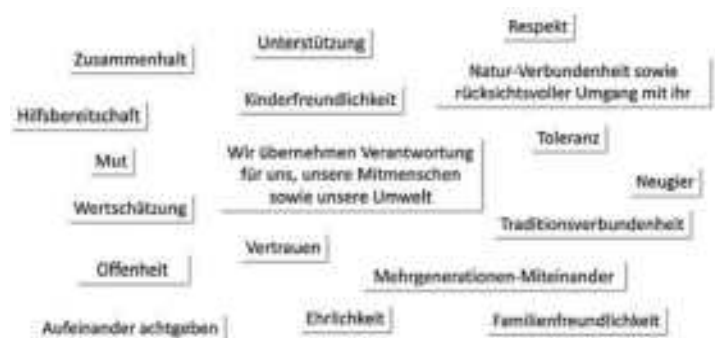 Respekt
Unterstützung
Zusammenhalt
Natur-Verbundenheit sowie
rücksichtsvoller Umgang mit ihr
Kinderfreundlichkeit
Hilfsbereitschaft
Toleranz
Wir übernehmen Verantwortung
für uns, unsere Mitmenschen
sowie unsere Umwelt
Mut
Neugier
Wertschätzung
Traditionsverbundenheit
Vertrauen
Offenheit
Mehrgenerationen-Miteinander
Ehrlichkeit
Familienfreundlichkeit
Aufeinander achtgeben